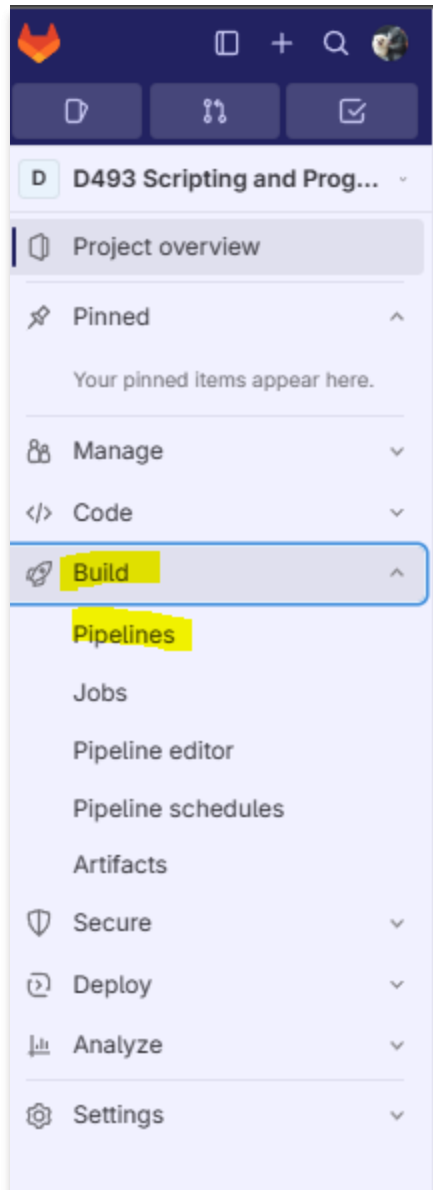 D D493 Scripting and Prog...
Project overview
Pinned
Your pinned items appear here.
Manage
Code
Build
Pipelines
Jobs
Pipeline editor
Pipeline schedules
Artifacts
Secure
Deploy
Analyze
Settings